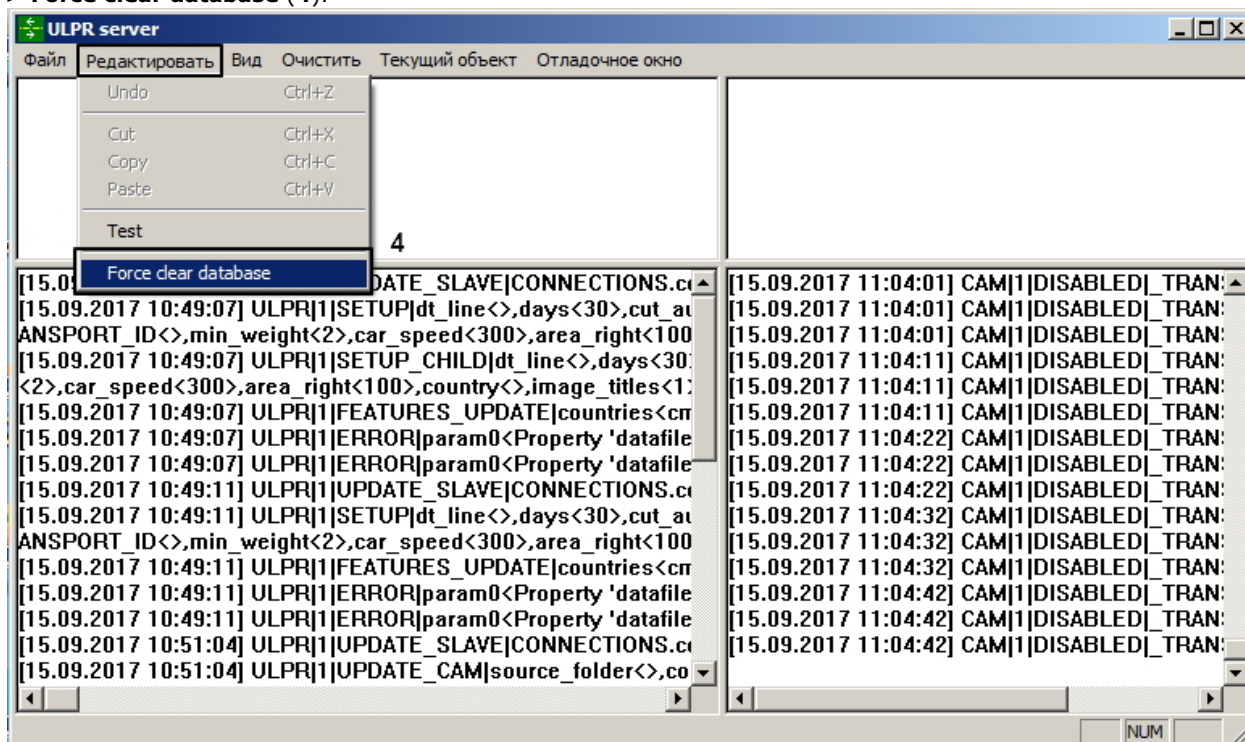 > Force clear database (4).
ULPR server
Файл Редактировать Вид Очистить Текущий объект Отладочное окно
Undo Ctrl+Z
Cut Ctrl+X
Copy Ctrl+C
Paste Ctrl+V
Test
4
Force clear database
[15.0 DATE_SLAVE|CONNECTIONS.co
[15.09.2017 10:49:07] ULPR|1|SETUP|dt_line<>,days<30>,cut_au
ANSPORT_ID<>,min_weight<2>,car_speed<300>,area_right<100
[15.09.2017 10:49:07] ULPR|1|SETUP_CHILD|dt_line<>,days<30
<2>,car_speed<300>,area_right<100>,country<>,image_titles<1>
[15.09.2017 10:49:07] ULPR|1|FEATURES_UPDATE|countries<cm
[15.09.2017 10:49:07] ULPR|1|ERROR|param0<Property 'datafile
[15.09.2017 10:49:07] ULPR|1|ERROR|param0<Property 'datafile
[15.09.2017 10:49:11] ULPR|1|UPDATE_SLAVE|CONNECTIONS.co
[15.09.2017 10:49:11] ULPR|1|SETUP|dt_line<>,days<30>,cut_au
ANSPORT_ID<>,min_weight<2>,car_speed<300>,area_right<100
[15.09.2017 10:49:11] ULPR|1|FEATURES_UPDATE|countries<cm
[15.09.2017 10:49:11] ULPR|1|ERROR|param0<Property 'datafile
[15.09.2017 10:49:11] ULPR|1|ERROR|param0<Property 'datafile
[15.09.2017 10:51:04] ULPR|1|UPDATE_SLAVE|CONNECTIONS.co
[15.09.2017 10:51:04] ULPR|1|UPDATE_CAM|source_folder<>,co
[15.09.2017 11:04:01] CAM|1|DISABLED|_TRAN
[15.09.2017 11:04:01] CAM|1|DISABLED|_TRAN
[15.09.2017 11:04:01] CAM|1|DISABLED|_TRAN
[15.09.2017 11:04:11] CAM|1|DISABLED|_TRAN
[15.09.2017 11:04:11] CAM|1|DISABLED|_TRAN
[15.09.2017 11:04:11] CAM|1|DISABLED|_TRAN
[15.09.2017 11:04:22] CAM|1|DISABLED|_TRAN
[15.09.2017 11:04:22] CAM|1|DISABLED|_TRAN
[15.09.2017 11:04:22] CAM|1|DISABLED|_TRAN
[15.09.2017 11:04:32] CAM|1|DISABLED|_TRAN
[15.09.2017 11:04:32] CAM|1|DISABLED|_TRAN
[15.09.2017 11:04:32] CAM|1|DISABLED|_TRAN
[15.09.2017 11:04:42] CAM|1|DISABLED|_TRAN
[15.09.2017 11:04:42] CAM|1|DISABLED|_TRAN
[15.09.2017 11:04:42] CAM|1|DISABLED|_TRAN
NUM